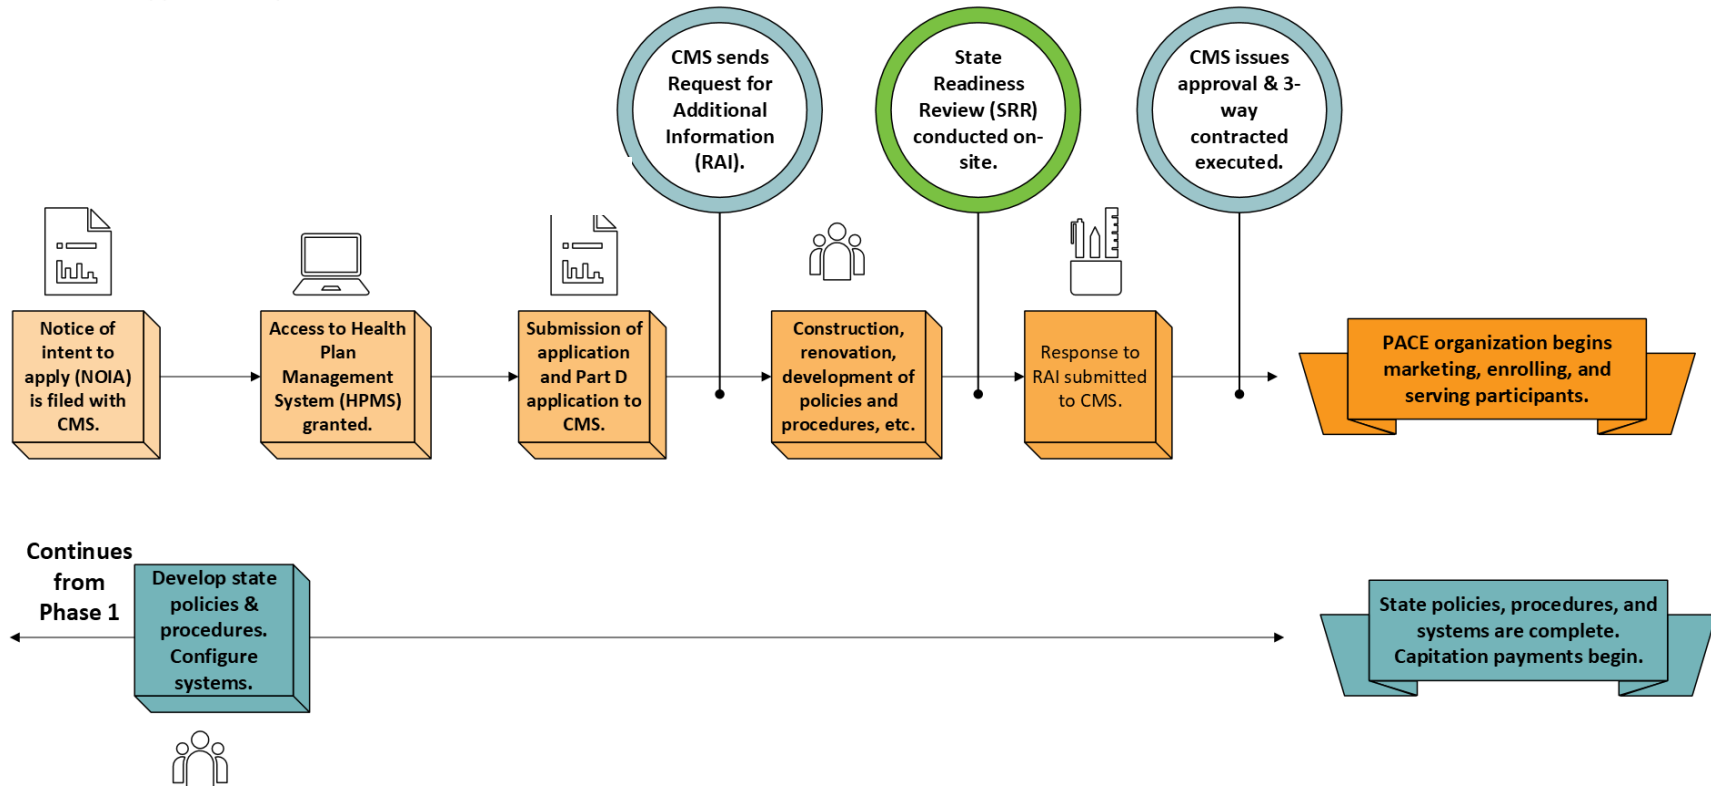 CMS sends
Request for
Additional
Information
(RAI).
State
Readiness
Review (SRR)
conducted on-
site.
CMS issues
approval & 3-
way
contracted
executed.
Notice of
intent to
apply (NOIA)
is filed with
CMS.
Access to Health
Plan
Management
System (HPMS)
granted.
Submission of
application
and Part D
application to
CMS.
Construction,
renovation,
development of
policies and
procedures, etc.
Response to
RAI submitted
to CMS.
PACE organization begins
marketing, enrolling, and
serving participants.
Continues
from
Phase 1
Develop state
policies &
procedures.
Configure
systems.
State policies, procedures, and
systems are complete.
Capitation payments begin.